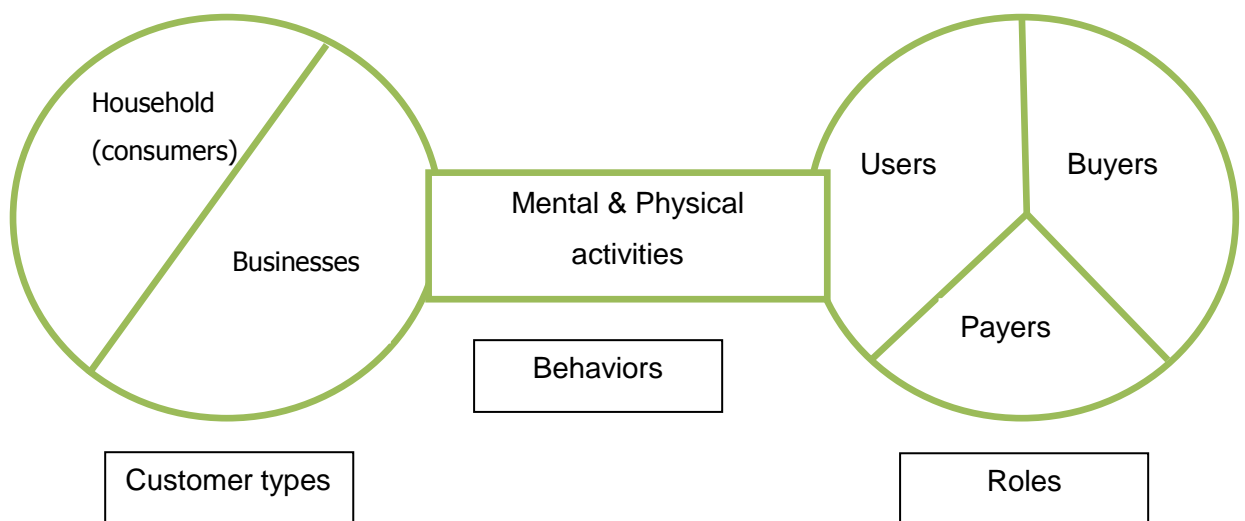 Household
(consumers)
Businesses
Mental & Physical
activities
Users
Buyers
Payers
Behaviors
Customer types
Roles